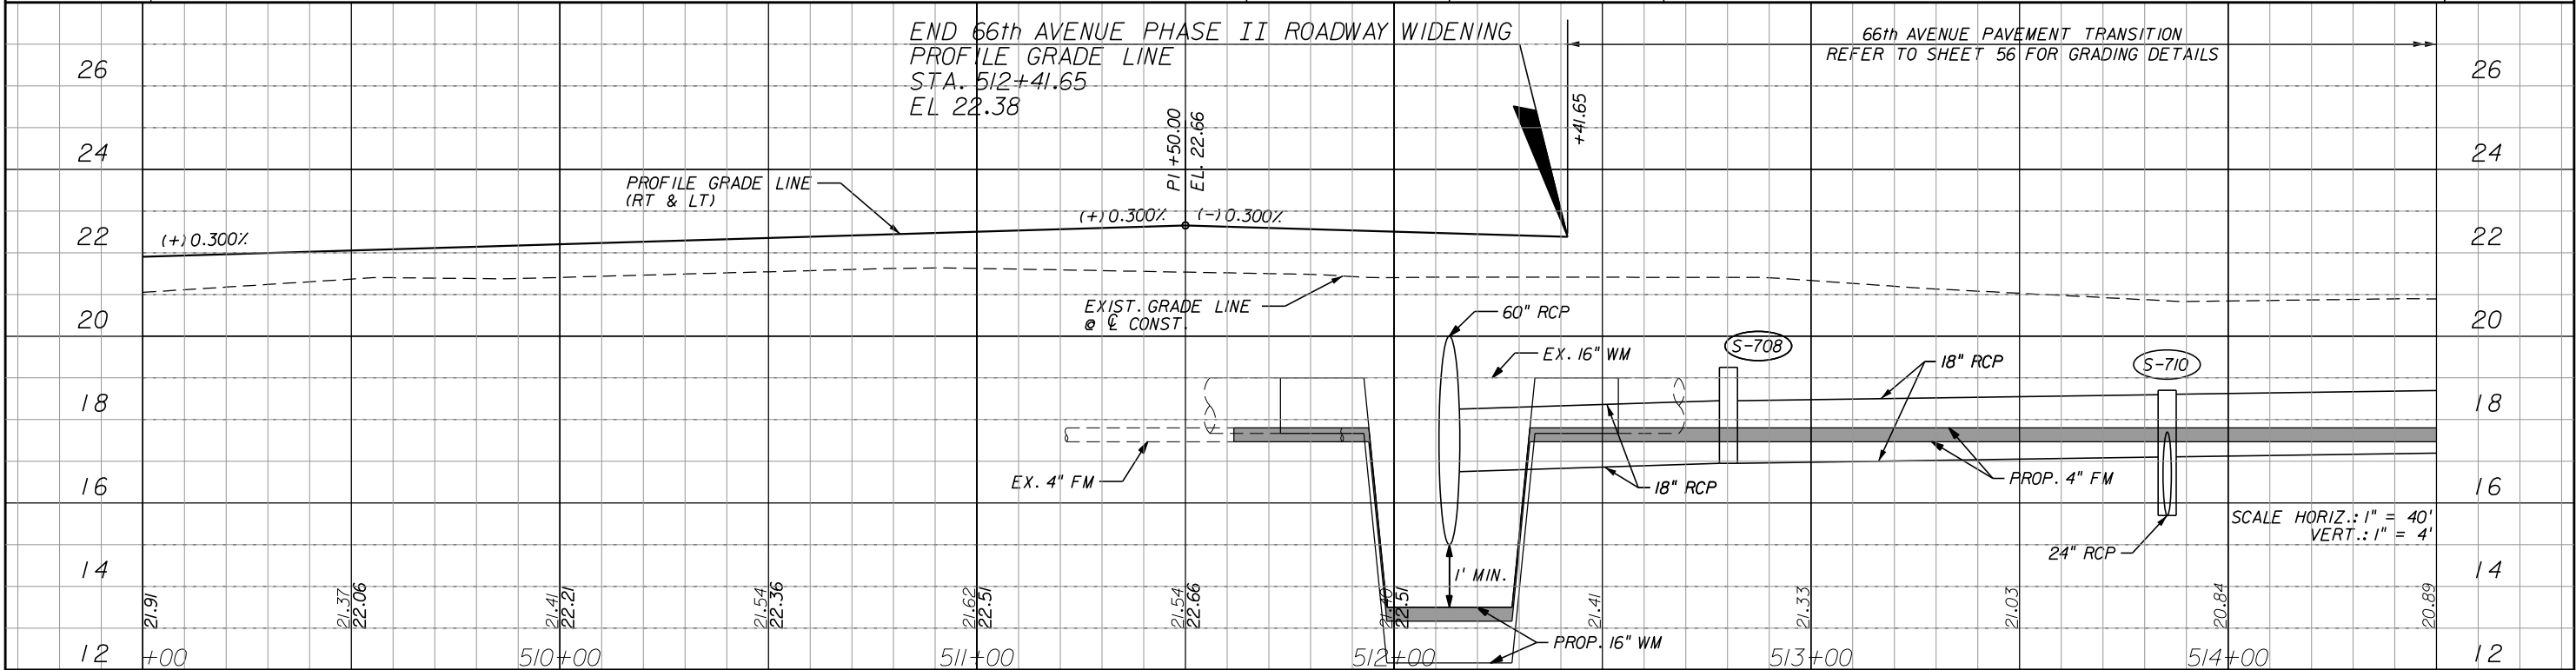 END 66th AVENUE PHASE II ROADWAY WIDENING
PROFILE GRADE LINE
STA. 512+41.65
EL 22.38
66th AVENUE PAVEMENT TRANSITION
REFER TO SHEET 56 FOR GRADING DETAILS
26
26
+41.65
PI +50.00
EL. 22.66
24
24
PROFILE GRADE LINE
(RT & LT)
(+)0.300%
(-)0.300%
22
(+)0.300%
22
EXIST. GRADE LINE
@ ℄ CONST.
20
60" RCP
20
EX. 16" WM
S-708
18" RCP
S-710
18
18
EX. 4" FM
16
18" RCP
PROP. 4" FM
16
SCALE HORIZ.: 1" = 40'
VERT.: 1" = 4'
24" RCP
14
1' MIN.
14
21.91
21.37
22.06
21.41
22.21
21.54
22.36
21.62
22.51
21.54
22.66
21.40
22.51
21.41
21.33
21.03
20.84
20.89
PROP. 16" WM
12
+00
510+00
511+00
512+00
513+00
514+00
12